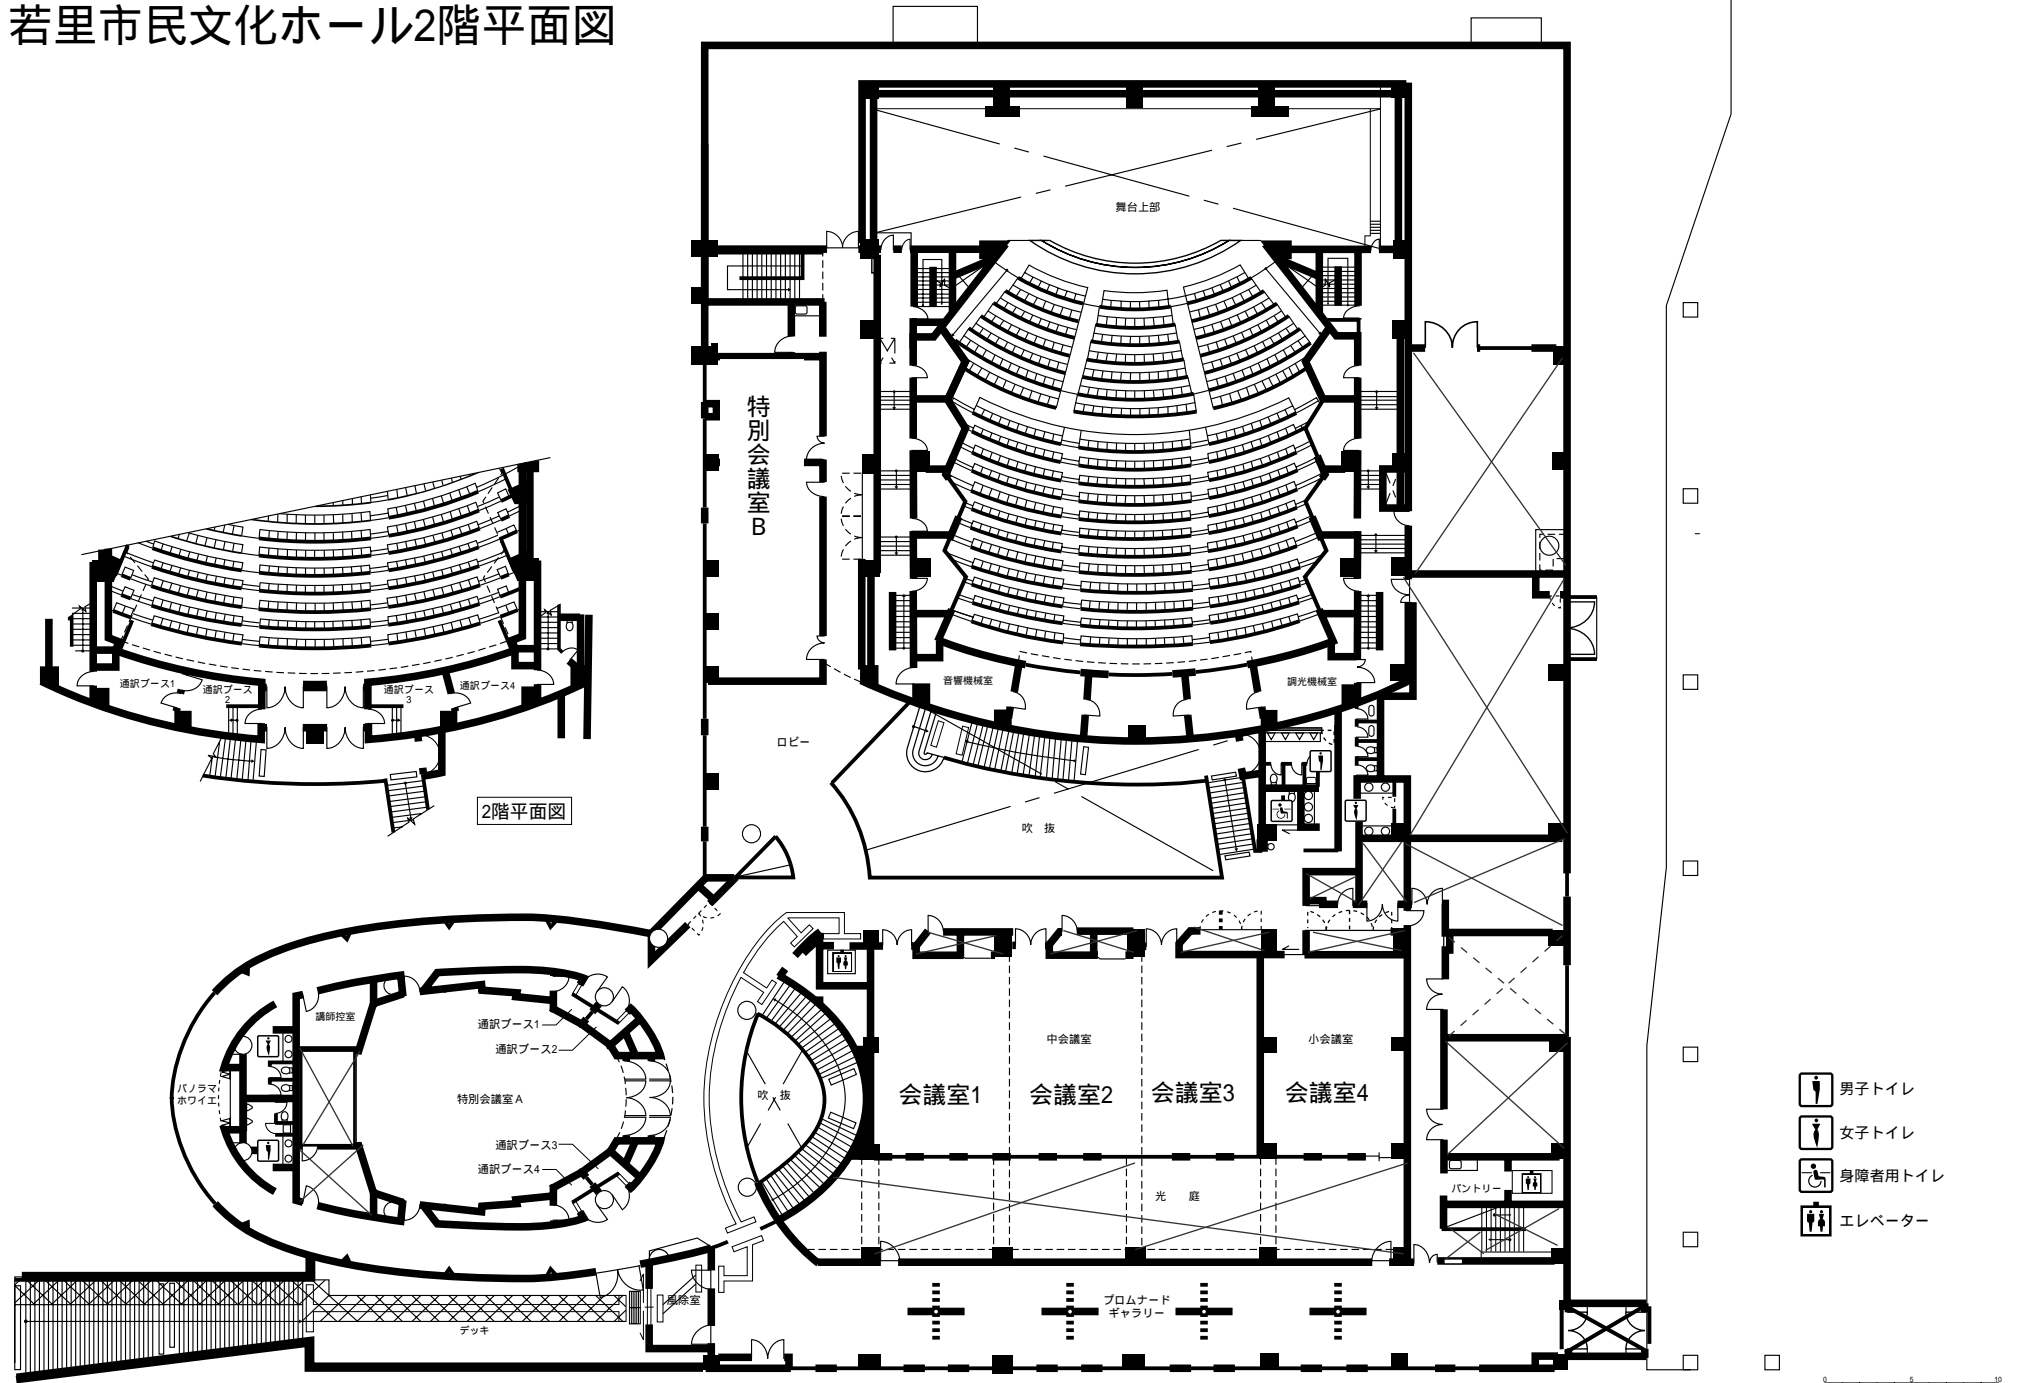 若里市民文化ホール2階平面図
舞台上部
特別会議室B
音響機械室
調光機械室
ロビー
吹 抜
通訳ブース1
通訳ブース
2
通訳ブース
3
通訳ブース4
2階平面図
講師控室
通訳ブース1
通訳ブース2
パノラマ
ホワイエ
特別会議室A
通訳ブース3
通訳ブース4
吹 抜
中会議室
小会議室
会議室1
会議室2
会議室3
会議室4
光 庭
パントリー
風除室
デッキ
プロムナード
ギャラリー
男子トイレ
女子トイレ
身障者用トイレ
エレベーター
0 5 10